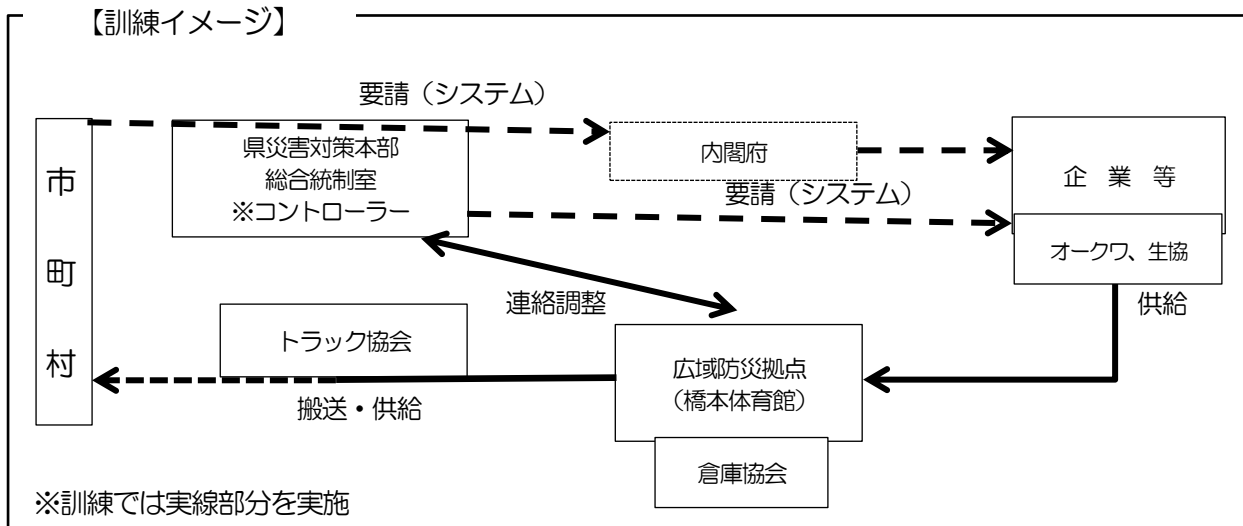 【訓練イメージ】
要請（システム）
県災害対策本部
総合統制室
※コントローラー
内閣府
企　業　等
要請（システム）
オークワ、生協
市
町
村
連絡調整
供給
トラック協会
広域防災拠点
（橋本体育館）
搬送・供給
倉庫協会
※訓練では実線部分を実施